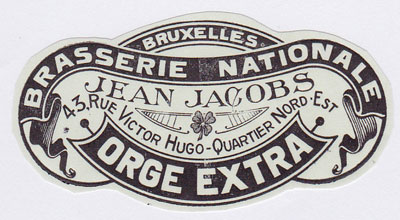 BRUXELLES
BRASSERIE NATIONALE
JEAN JACOBS
43, RUE VICTOR HUGO-QUARTIER NORD-EST
ORGE EXTRA